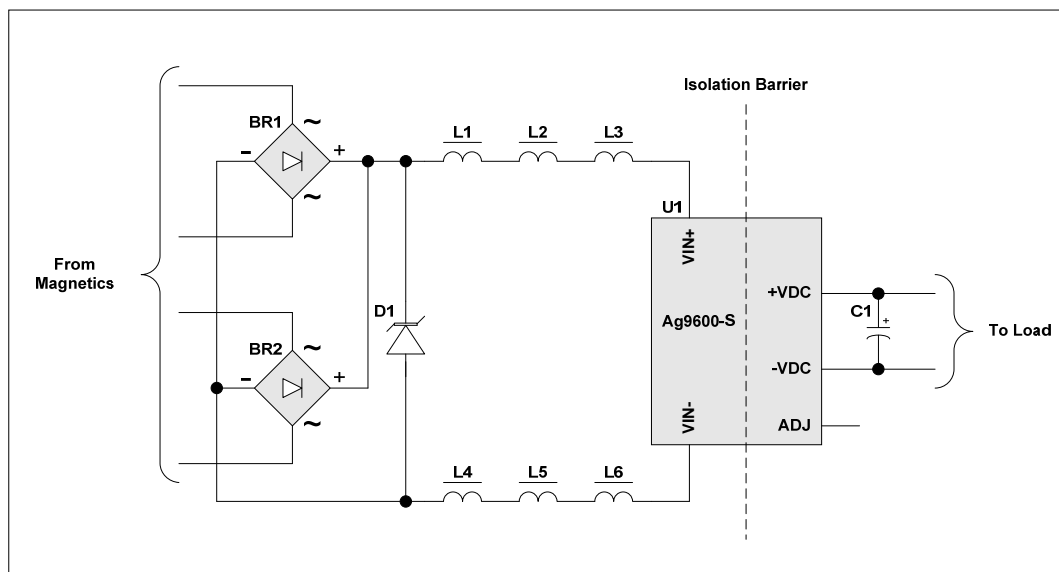 Isolation Barrier
BR1
~
L1
L2
L3
-
+
~
U1
VIN+
From
Magnetics
+VDC
D1
C1
+
Ag9600-S
To Load
BR2
~
-VDC
-
+
VIN-
~
ADJ
L4
L5
L6